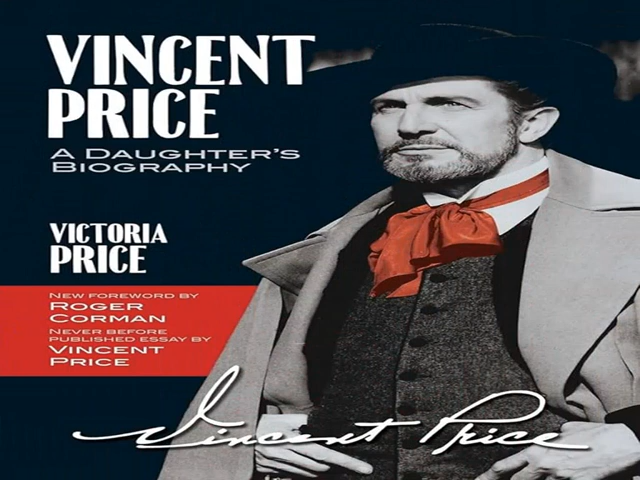 VINCENT
PRICE
A DAUGHTER'S
BIOGRAPHY
VICTORIA
PRICE
NEW FOREWORD BY
ROGER
CORMAN
NEVER BEFORE
PUBLISHED ESSAY BY
VINCENT
PRICE
Vincent Price